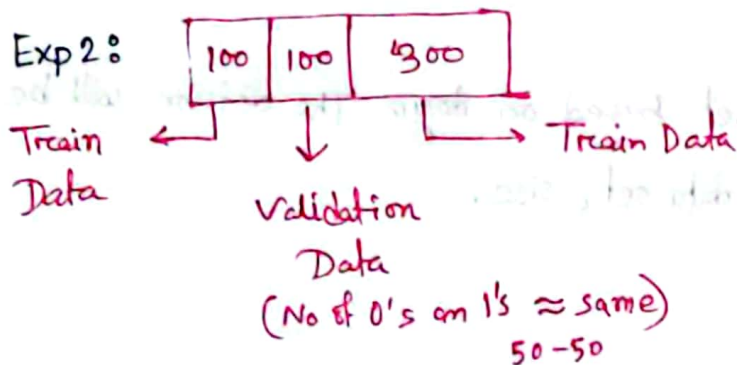 Exp 2:
100 100 300
Train Data
Train Data
Validation Data
(No of 0's on 1's ≈ same)
50-50